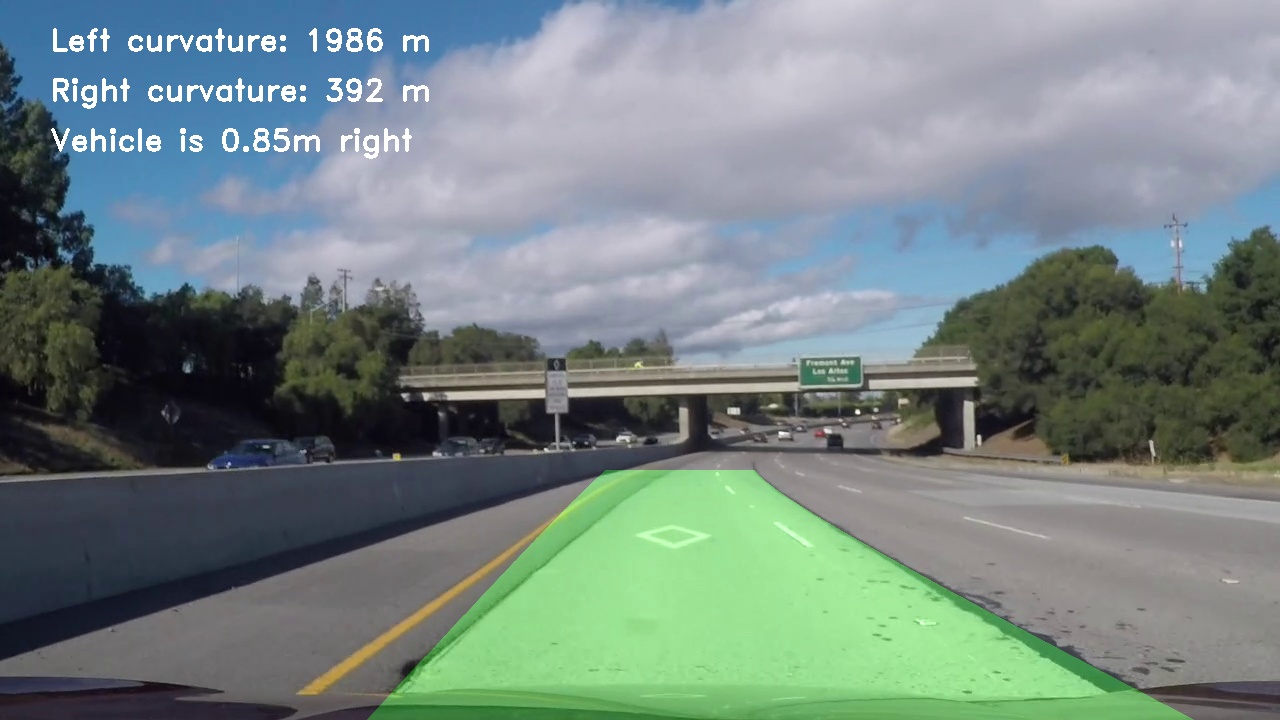 Left curvature: 1986 m
Right curvature: 392 m
Vehicle is 0.85m right
Fremont Ave
Los Altos